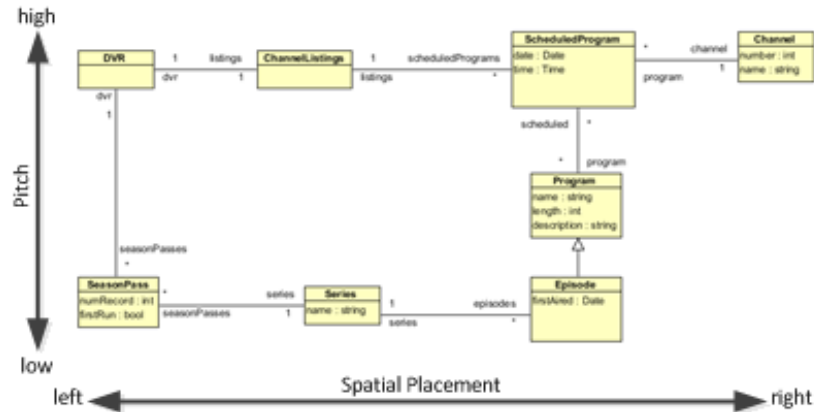 high
DVR
1
listings
dvr
1
ChannelListings
1
scheduledPrograms
listings
*
ScheduledProgram
date : Date
time : Time
*
channel
program
1
Channel
number : int
name : string
dvr
1
scheduled
*
*
program
Pitch
Program
name : string
length : int
description : string
seasonPasses
*
SeasonPass
numRecord : int
firstRun : bool
*
series
seasonPasses
1
Series
name : string
1
episodes
series
*
Episode
firstAired : Date
low
left
Spatial Placement
right